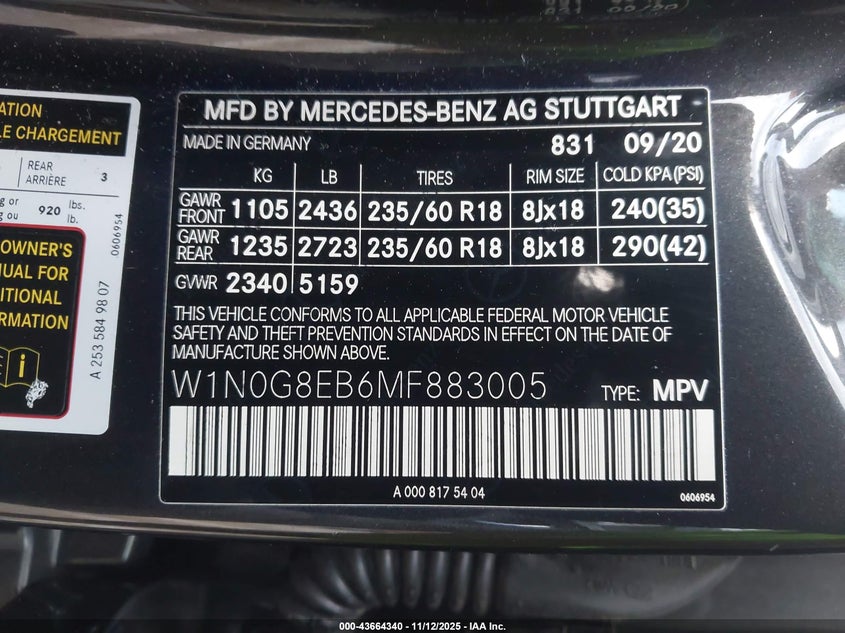 ATION
LE CHARGEMENT
REAR
ARRIÈRE 3
g or
g ou 920 lbs.
lb.
OWNER'S
NUAL FOR
DITIONAL
ORMATION
i
A 253 584 98 07
0606954
MFD BY MERCEDES-BENZ AG STUTTGART
MADE IN GERMANY 831 09/20
KG LB TIRES RIM SIZE COLD KPA(PSI)
GAWR FRONT 1105 2436 235/60 R18 8Jx18 240(35)
GAWR REAR 1235 2723 235/60 R18 8Jx18 290(42)
GVWR 2340 5159
THIS VEHICLE CONFORMS TO ALL APPLICABLE FEDERAL MOTOR VEHICLE
SAFETY AND THEFT PREVENTION STANDARDS IN EFFECT ON THE DATE OF
MANUFACTURE SHOWN ABOVE.
W1N0G8EB6MF883005 TYPE: MPV
A 000 817 54 04
0606954
000-43664340 - 11/12/2025 - IAA Inc.